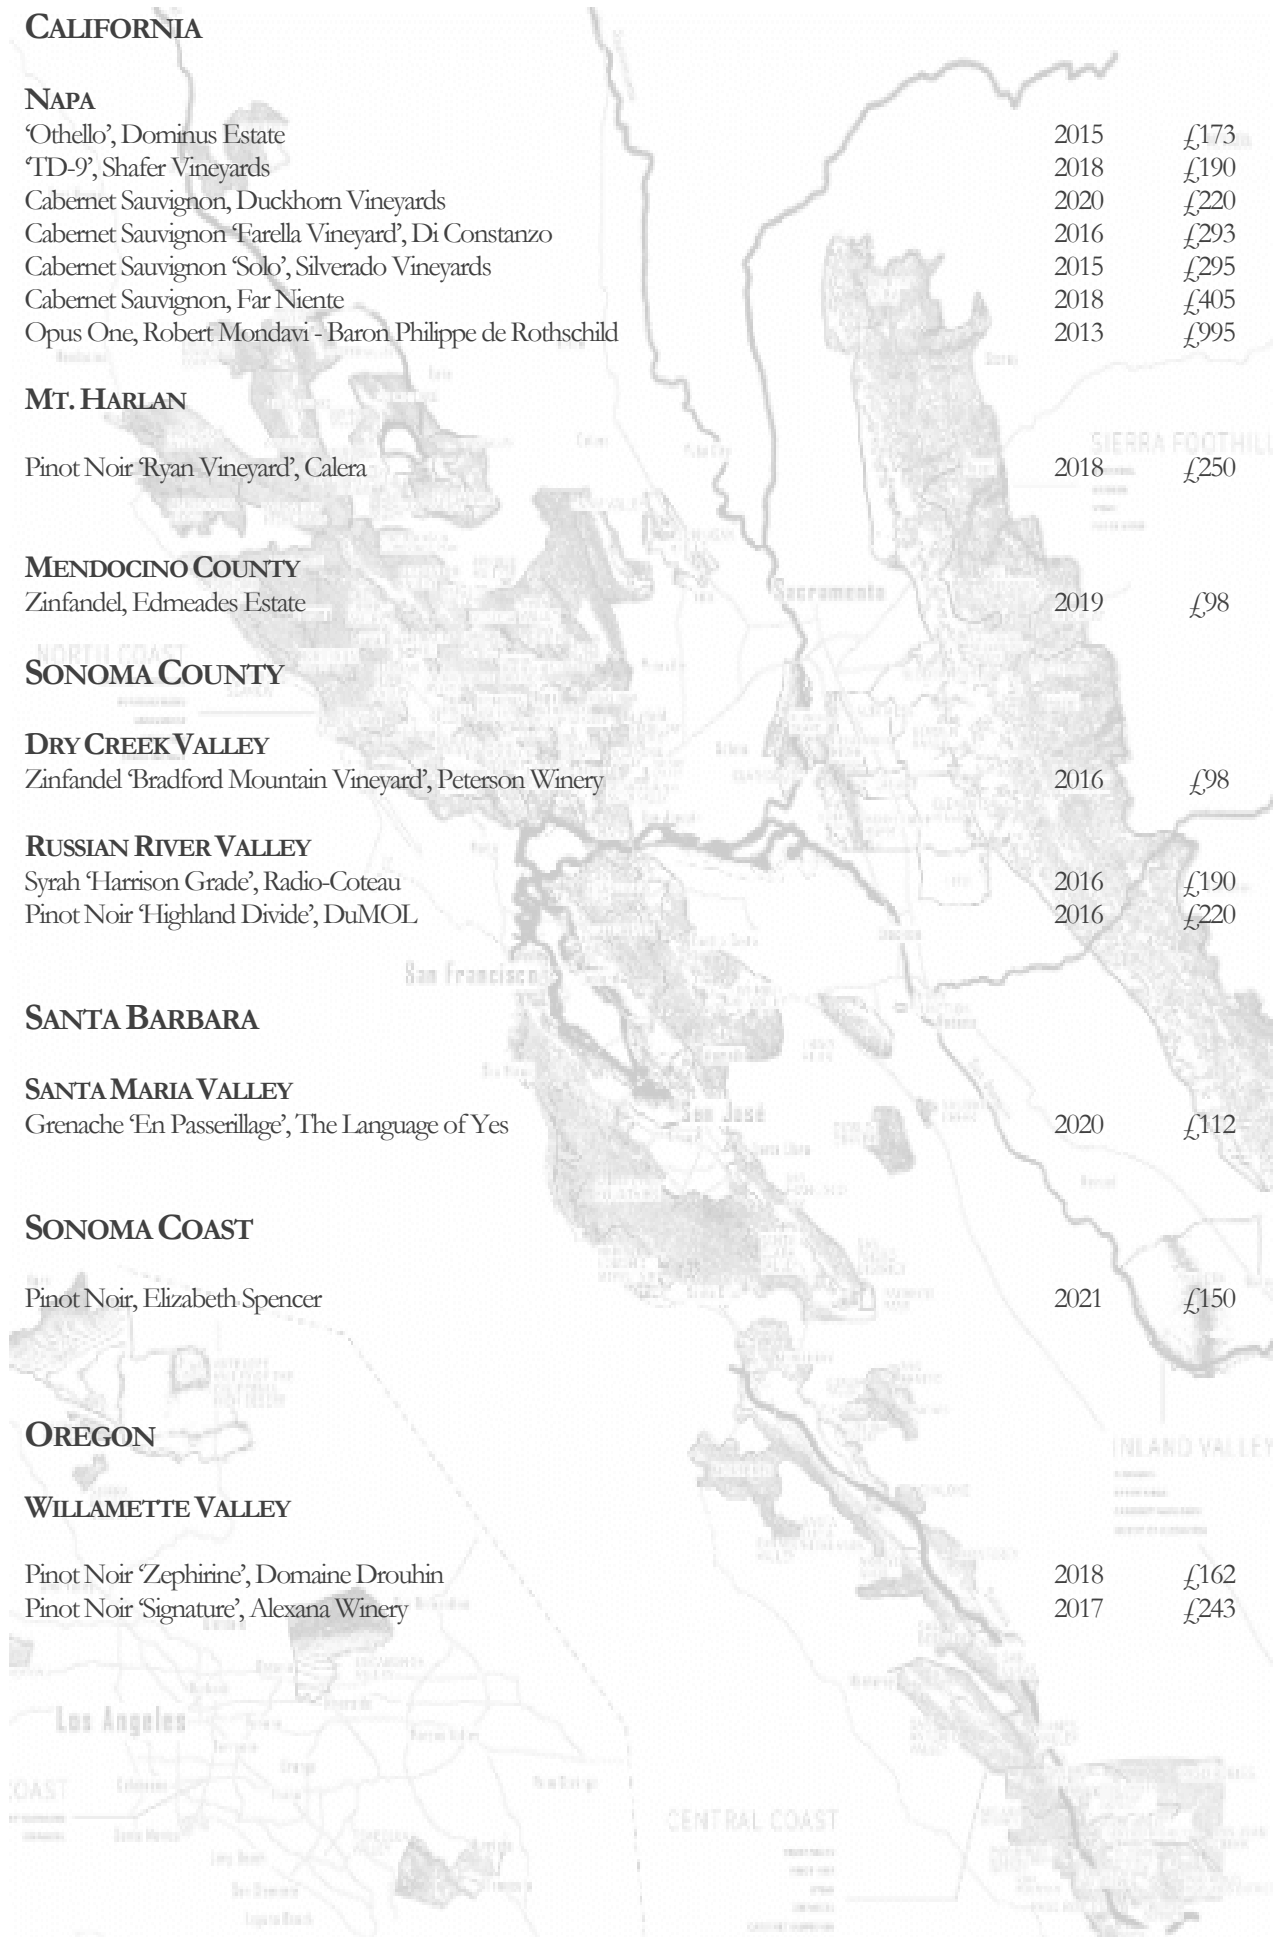 CALIFORNIA
NAPA
‘Othello’, Dominus Estate 2015 £173
‘TD-9’, Shafer Vineyards 2018 £190
Cabernet Sauvignon, Duckhorn Vineyards 2020 £220
Cabernet Sauvignon ‘Farella Vineyard’, Di Constanzo 2016 £293
Cabernet Sauvignon ‘Solo’, Silverado Vineyards 2015 £295
Cabernet Sauvignon, Far Niente 2018 £405
Opus One, Robert Mondavi - Baron Philippe de Rothschild 2013 £995
MT. HARLAN
SIERRA FOOTHILL
Pinot Noir ‘Ryan Vineyard’, Calera 2018 £250
MENDOCINO COUNTY
Sacramento
Zinfandel, Edmeades Estate 2019 £98
NORTH COAST
SONOMA COUNTY
DRY CREEK VALLEY
Zinfandel ‘Bradford Mountain Vineyard’, Peterson Winery 2016 £98
RUSSIAN RIVER VALLEY
Syrah ‘Harrison Grade’, Radio-Coteau 2016 £190
Pinot Noir ‘Highland Divide’, DuMOL 2016 £220
San Francisco
SANTA BARBARA
SANTA MARIA VALLEY
San José
Grenache ‘En Passerillage’, The Language of Yes 2020 £112
SONOMA COAST
Pinot Noir, Elizabeth Spencer 2021 £150
OREGON
INLAND VALLEY
WILLAMETTE VALLEY
Pinot Noir ‘Zephirine’, Domaine Drouhin 2018 £162
Pinot Noir ‘Signature’, Alexana Winery 2017 £243
Los Angeles
COAST
CENTRAL COAST